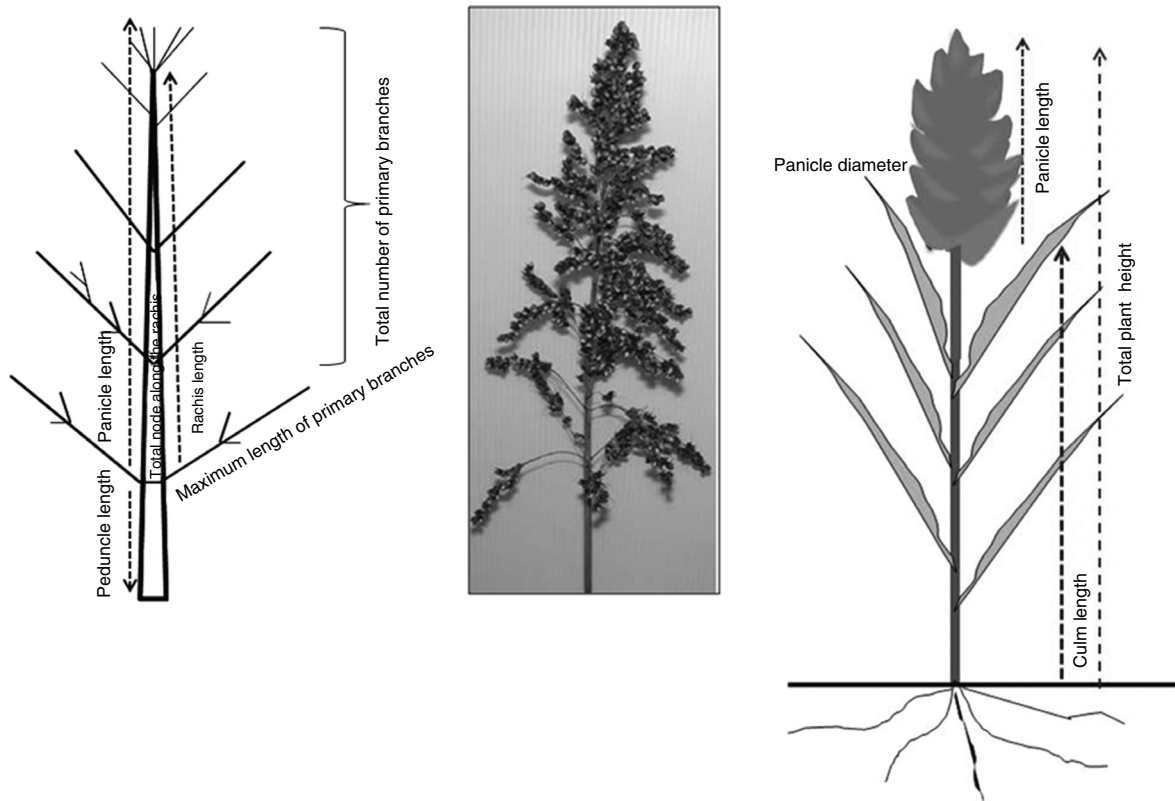 Total number of primary branches
Panicle length
Total node along the rachis
Rachis length
Maximum length of primary branches
Peduncle length
Panicle diameter
Panicle length
Total plant height
Culm length